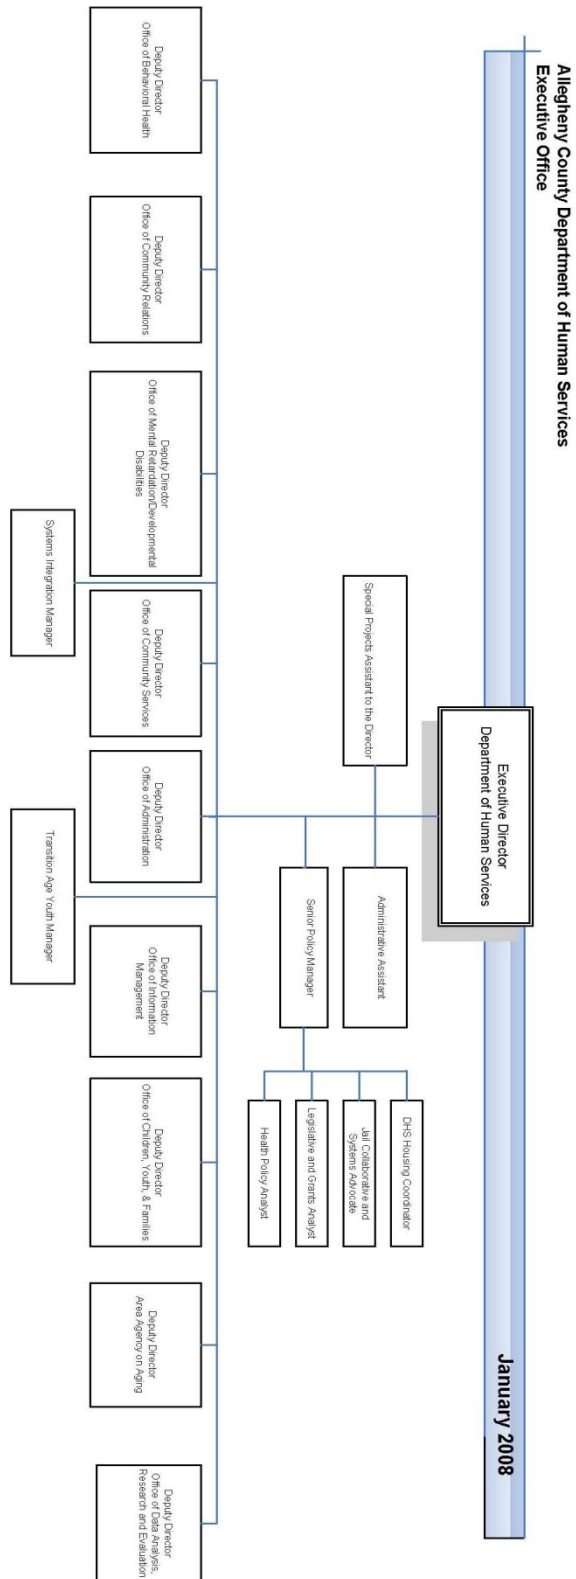 Allegheny County Department of Human Services
Executive Office
January 2008
Executive Director
Department of Human Services
Special Projects Assistant to the Director
Administrative Assistant
Senior Policy Manager
DHS Housing Coordinator
Jail Collaborative and
Systems Advocate
Legislative and Grants Analyst
Health Policy Analyst
Deputy Director
Office of Behavioral Health
Deputy Director
Office of Community Relations
Deputy Director
Office of Mental Retardation/Developmental
Disabilities
Deputy Director
Office of Community Services
Deputy Director
Office of Administration
Deputy Director
Office of Information
Management
Deputy Director
Office of Children, Youth, & Families
Deputy Director
Area Agency on Aging
Deputy Director
Office of Data Analysis,
Research and Evaluation
Systems Integration Manager
Transition Age Youth Manager